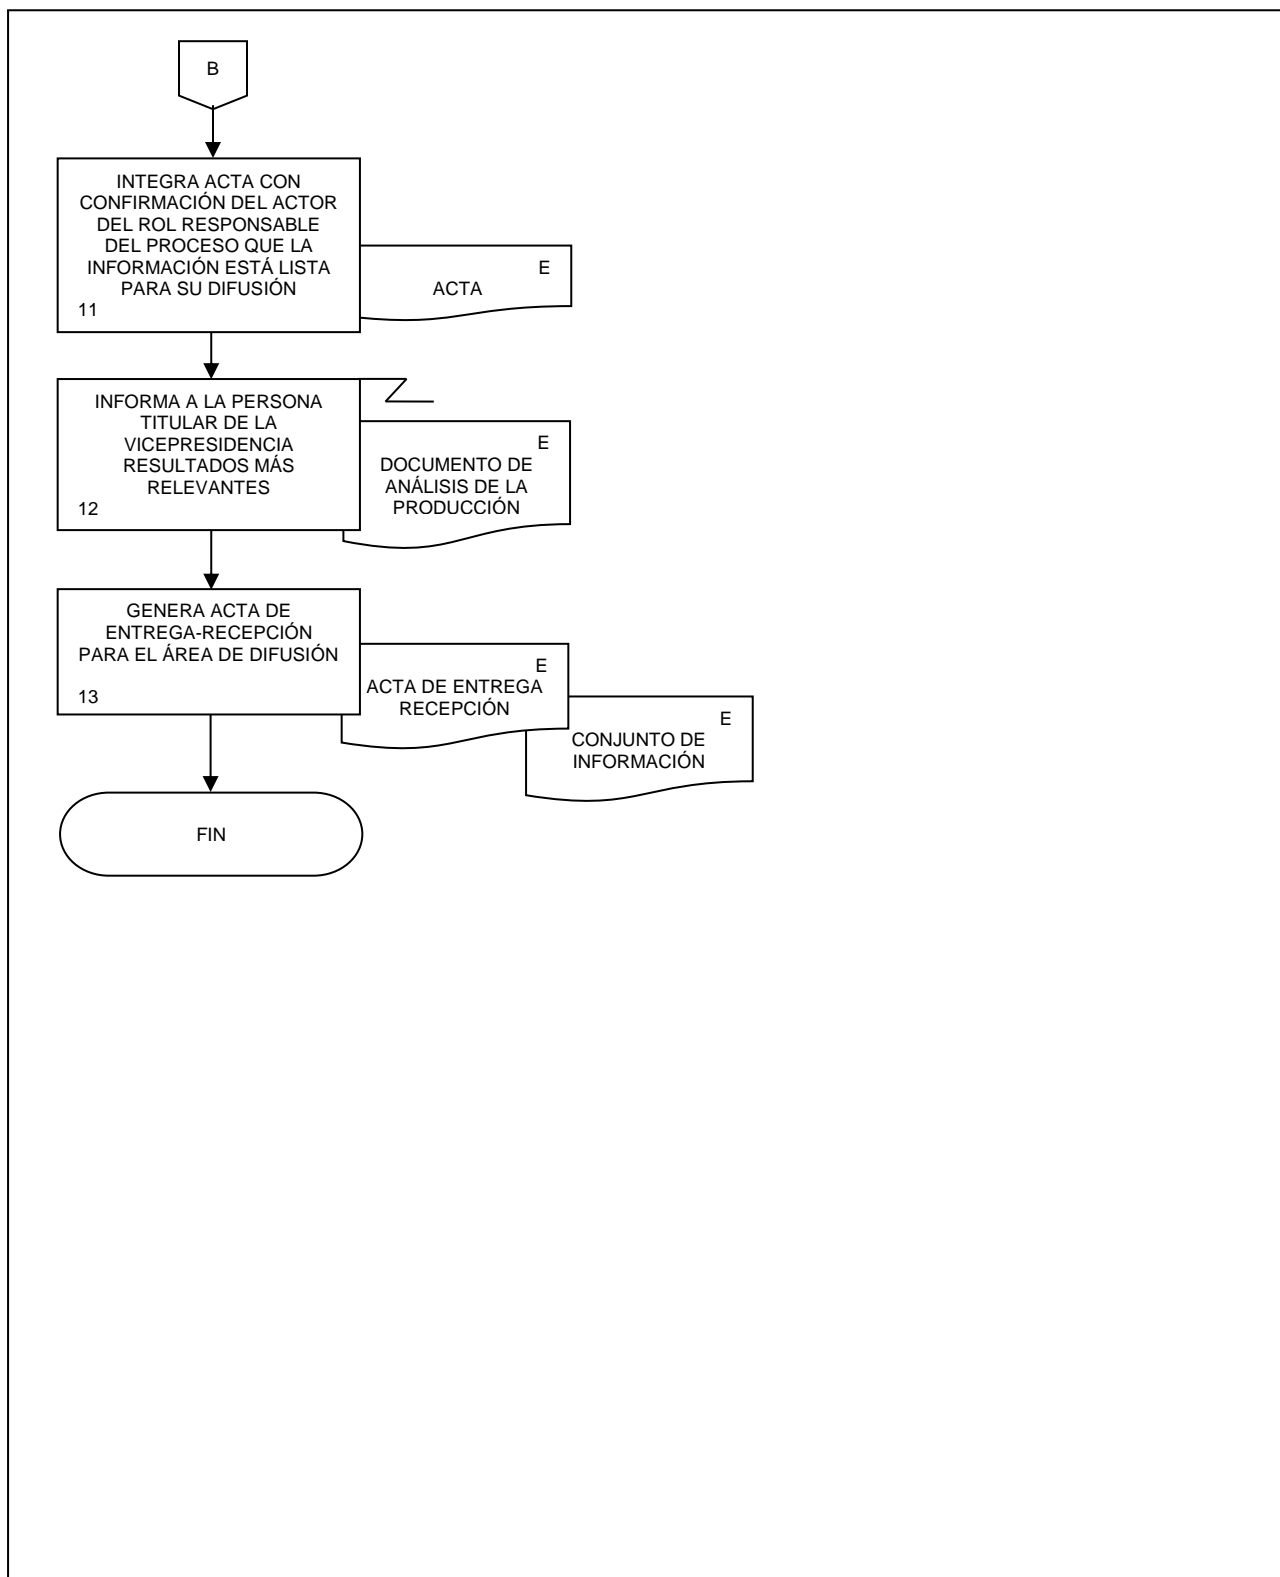 B
INTEGRA ACTA CON
CONFIRMACIÓN DEL ACTOR
DEL ROL RESPONSABLE
DEL PROCESO QUE LA
INFORMACIÓN ESTÁ LISTA
PARA SU DIFUSIÓN
11
E
ACTA
INFORMA A LA PERSONA
TITULAR DE LA
VICEPRESIDENCIA
RESULTADOS MÁS
RELEVANTES
12
E
DOCUMENTO DE
ANÁLISIS DE LA
PRODUCCIÓN
GENERA ACTA DE
ENTREGA-RECEPCIÓN
PARA EL ÁREA DE DIFUSIÓN
13
E
ACTA DE ENTREGA
RECEPCIÓN
E
CONJUNTO DE
INFORMACIÓN
FIN